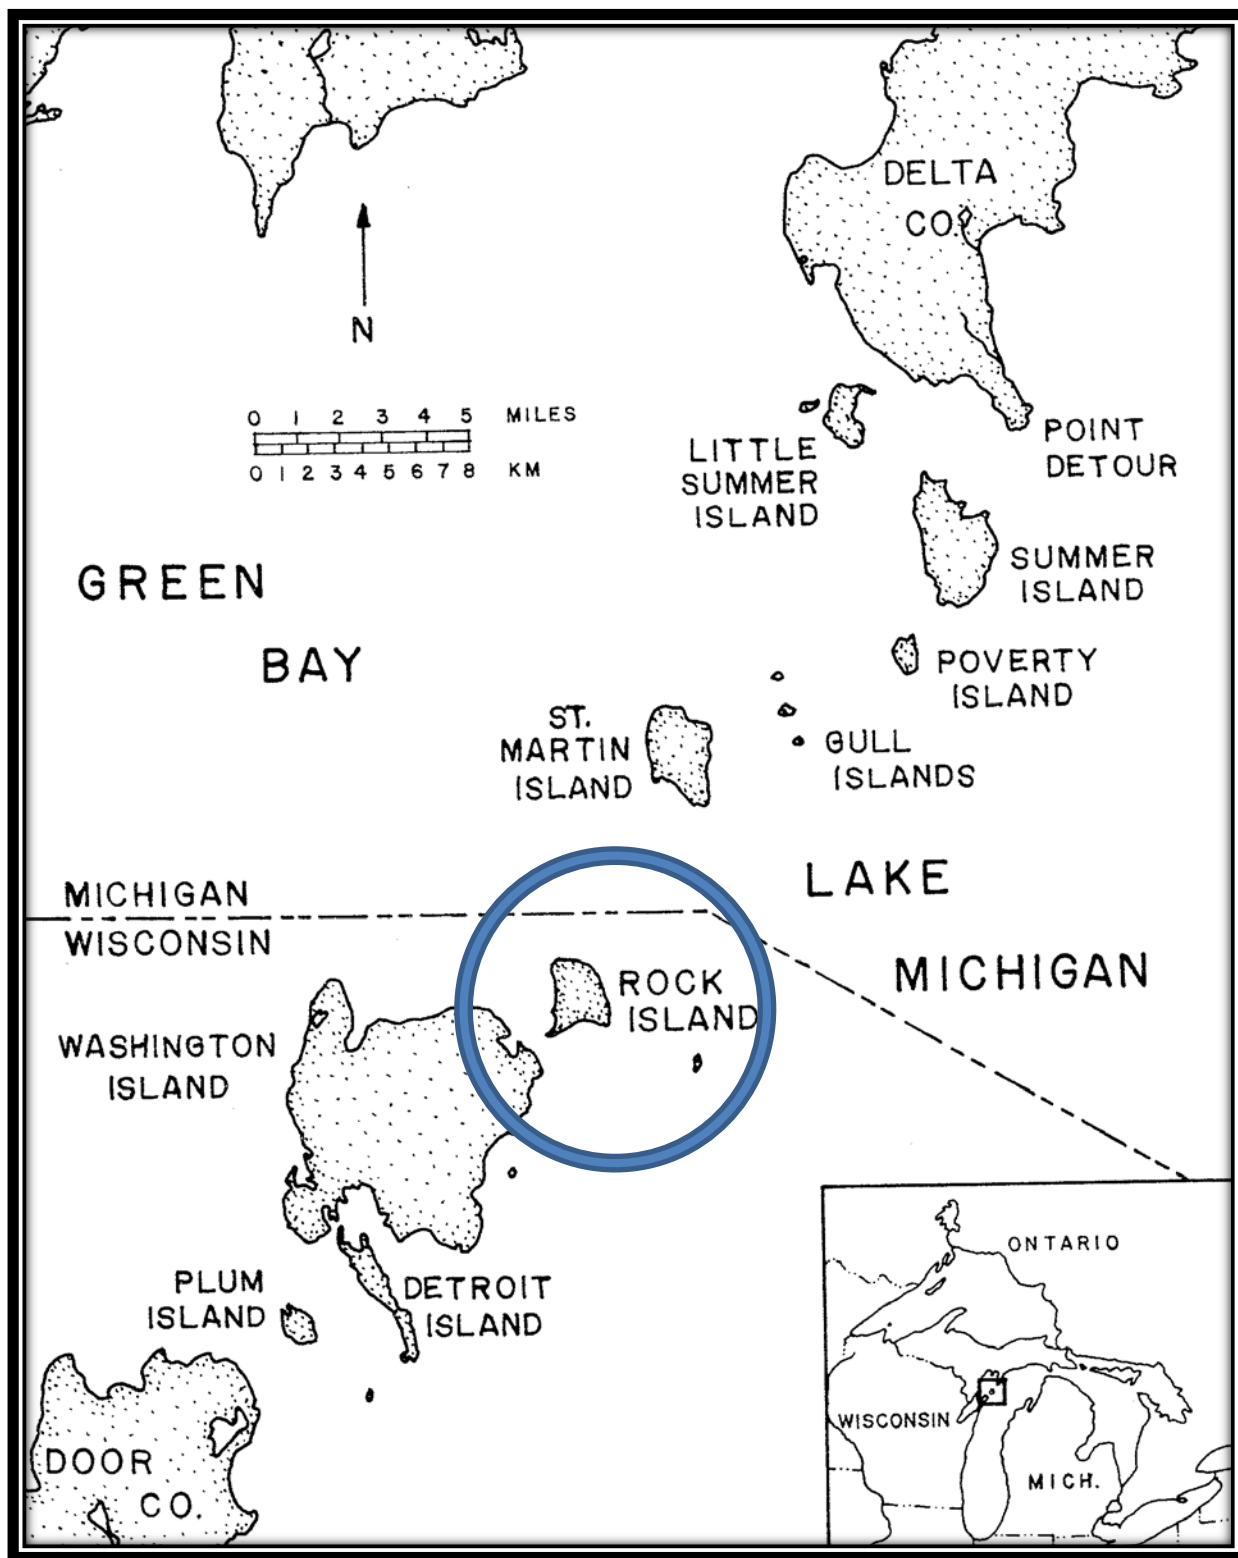 DELTA
CO.
N
0 1 2 3 4 5 MILES
0 1 2 3 4 5 6 7 8 KM
POINT
DETOUR
LITTLE
SUMMER
ISLAND
SUMMER
ISLAND
GREEN
BAY
POVERTY
ISLAND
ST.
MARTIN
ISLAND
GULL
ISLANDS
LAKE
MICHIGAN
MICHIGAN
WISCONSIN
ROCK
ISLAND
WASHINGTON
ISLAND
PLUM
ISLAND
DETROIT
ISLAND
DOOR
CO.
ONTARIO
WISCONSIN
MICH.